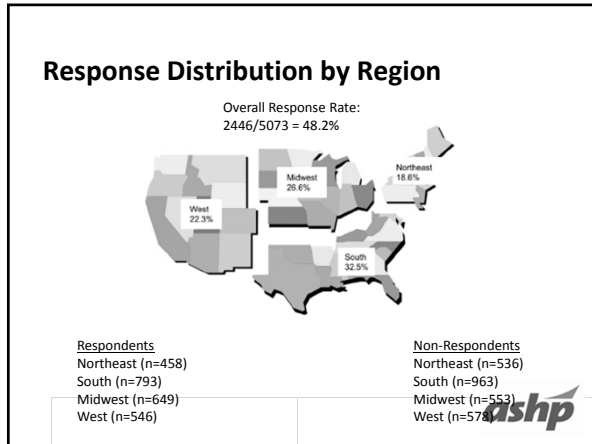 Response Distribution by Region
Overall Response Rate:
2446/5073 = 48.2%
Midwest
26.6%
Northeast
18.6%
West
22.3%
South
32.5%
Respondents
Northeast (n=458)
South (n=793)
Midwest (n=649)
West (n=546)
Non-Respondents
Northeast (n=536)
South (n=963)
Midwest (n=553)
West (n=578)
ashp